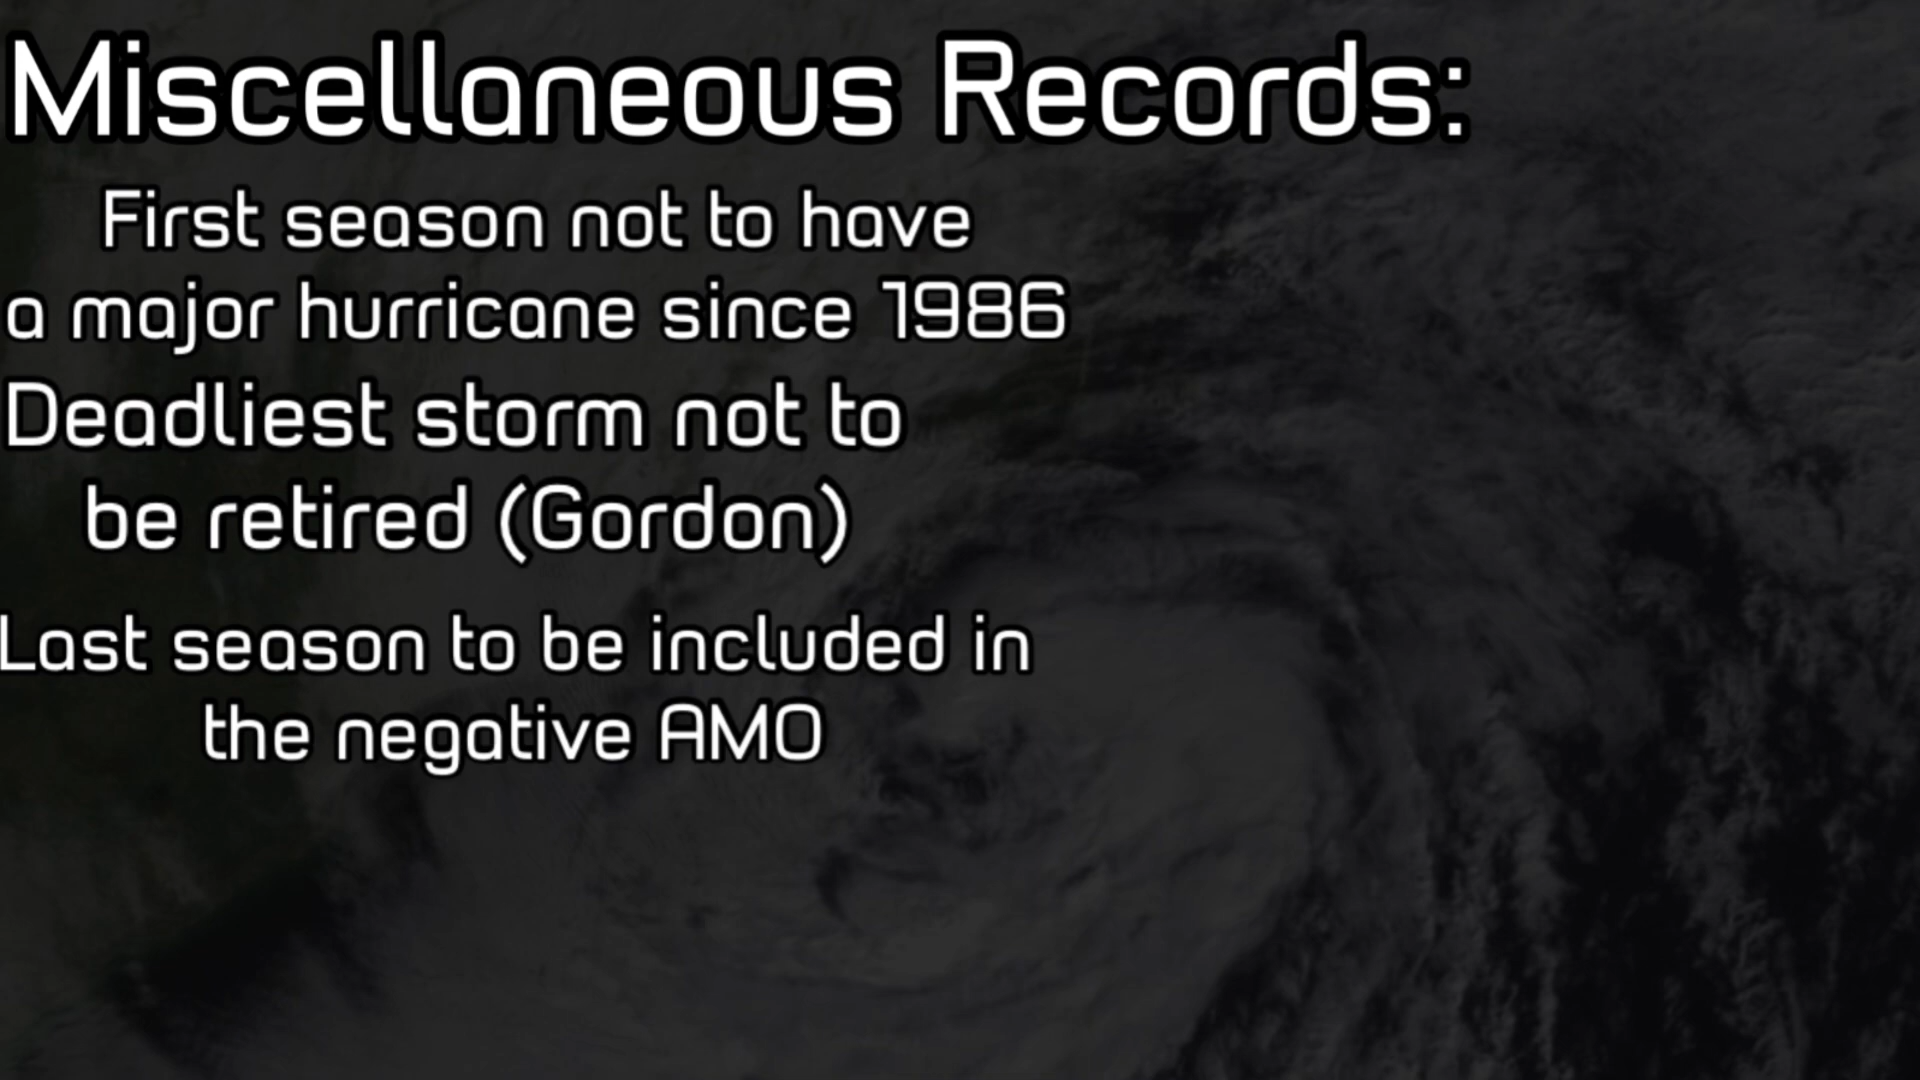 Miscellaneous Records:
First season not to have
a major hurricane since 1986
Deadliest storm not to
be retired (Gordon)
Last season to be included in
the negative AMO